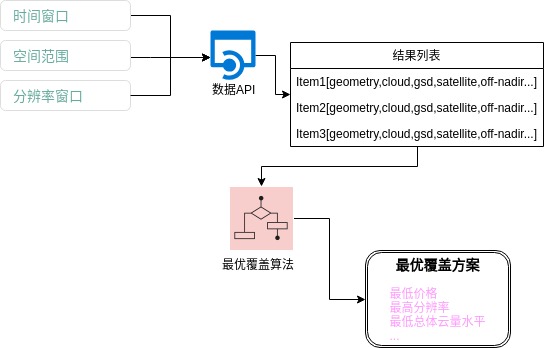 时间窗口
空间范围
分辨率窗口
数据API
结果列表
Item1[geometry,cloud,gsd,satellite,off-nadir...]
Item2[geometry,cloud,gsd,satellite,off-nadir...]
Item3[geometry,cloud,gsd,satellite,off-nadir...]
最优覆盖算法
最优覆盖方案
最低价格
最高分辨率
最低总体云量水平
...